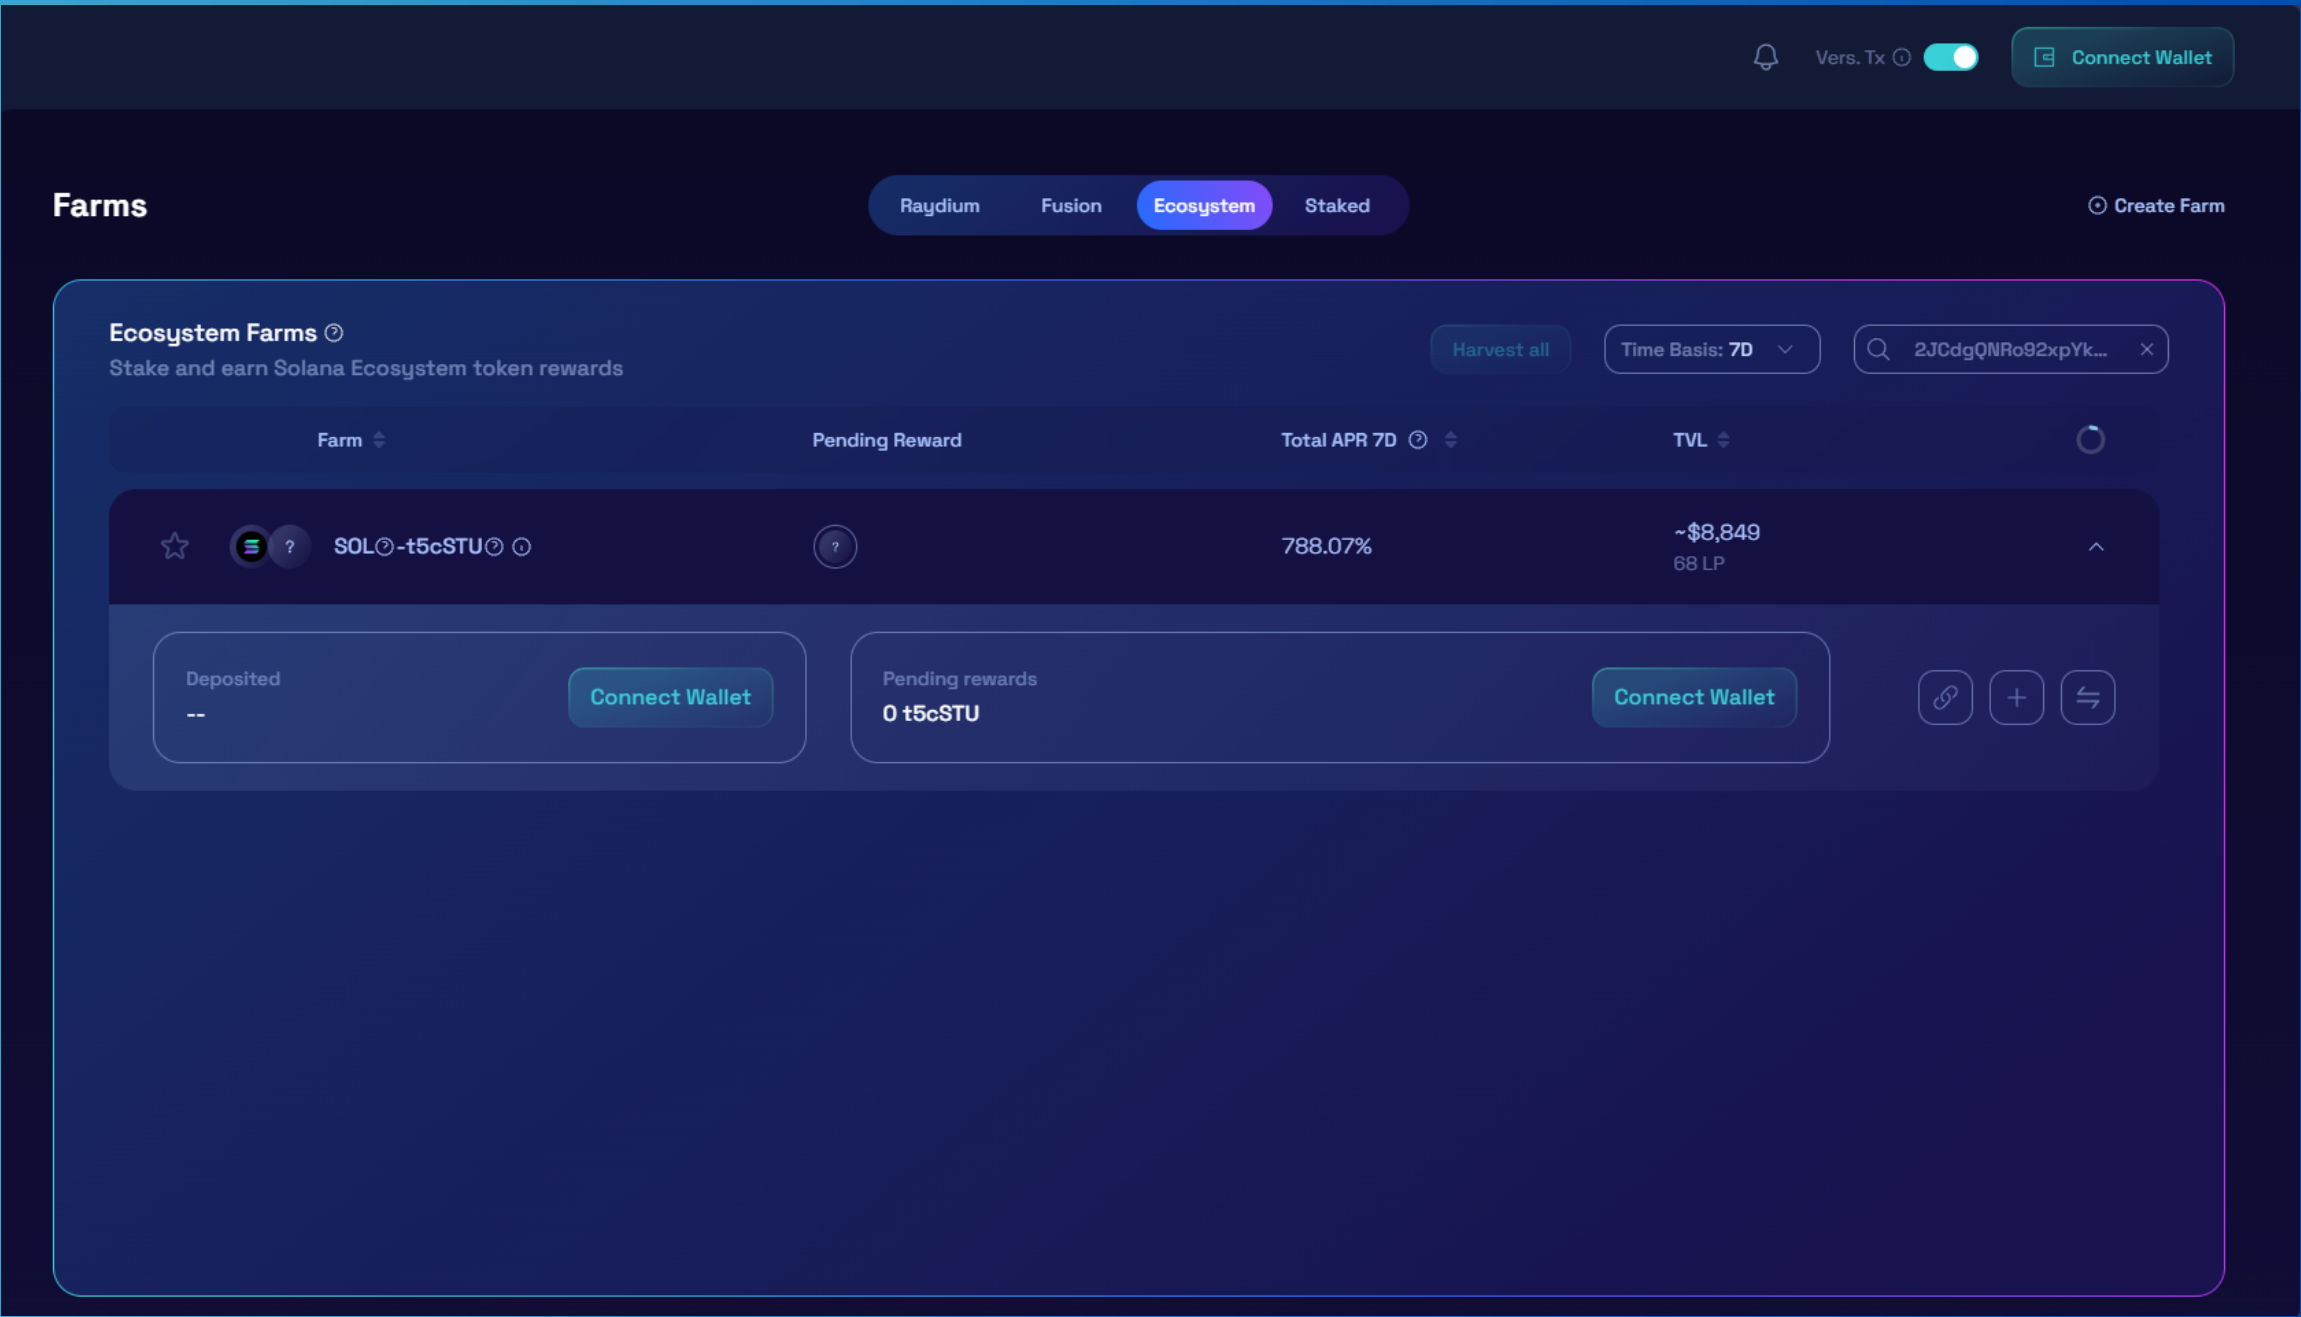 Vers. Tx
Connect Wallet
Farms
Raydium
Fusion
Ecosystem
Staked
Create Farm
Ecosystem Farms
Stake and earn Solana Ecosystem token rewards
Harvest all
Time Basis: 7D
2JCdgQNRo92xpYk...
Farm
Pending Reward
Total APR 7D
TVL
?
SOL-t5cSTU
?
788.07%
~$8,849
68 LP
Deposited
--
Connect Wallet
Pending rewards
0 t5cSTU
Connect Wallet